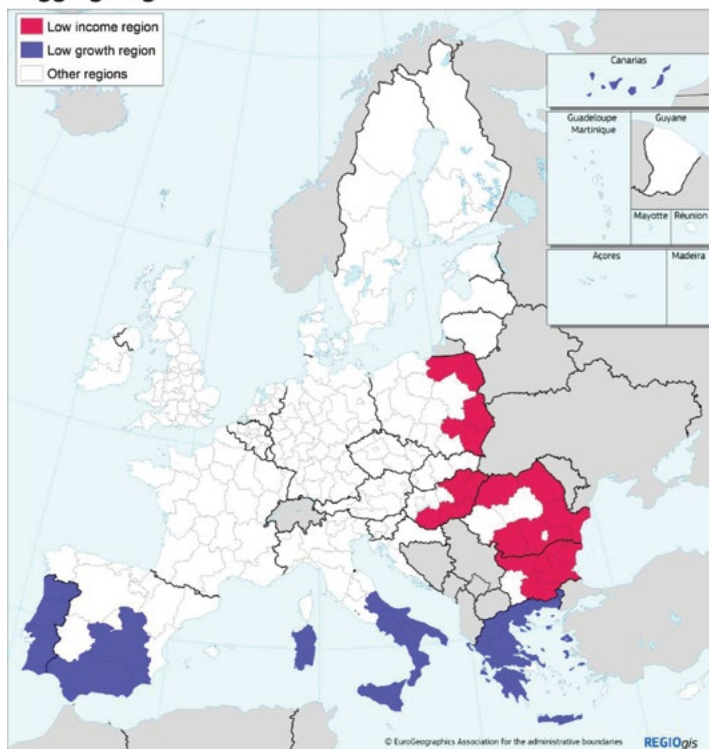 Low income region
Low growth region
Other regions
Canarias
Guadeloupe
Martinique
Guyane
Mayotte
Réunion
Açores
Madeira
© EuroGeographics Association for the administrative boundaries
REGIOgis